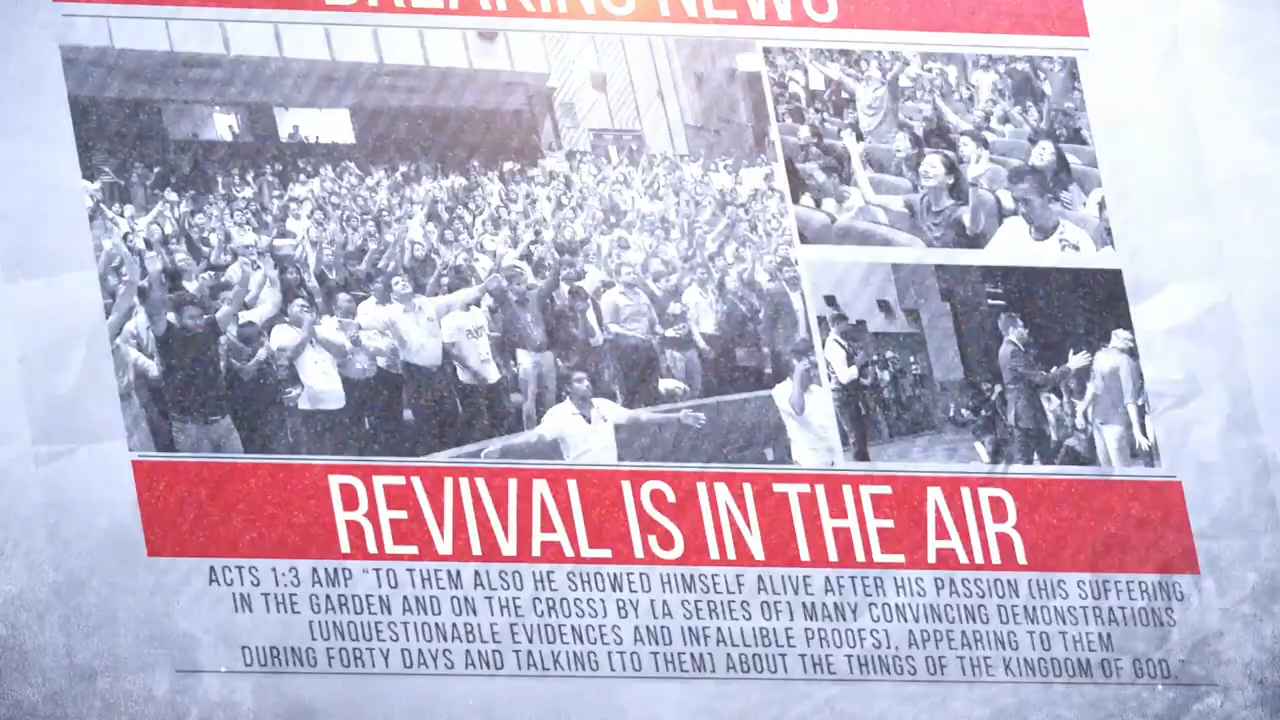 BREAKING NEWS
REVIVAL IS IN THE AIR
ACTS 1:3 AMP "TO THEM ALSO HE SHOWED HIMSELF ALIVE AFTER HIS PASSION (HIS SUFFERING
IN THE GARDEN AND ON THE CROSS) BY [A SERIES OF] MANY CONVINCING DEMONSTRATIONS
[UNQUESTIONABLE EVIDENCES AND INFALLIBLE PROOFS], APPEARING TO THEM
DURING FORTY DAYS AND TALKING [TO THEM] ABOUT THE THINGS OF THE KINGDOM OF GOD."